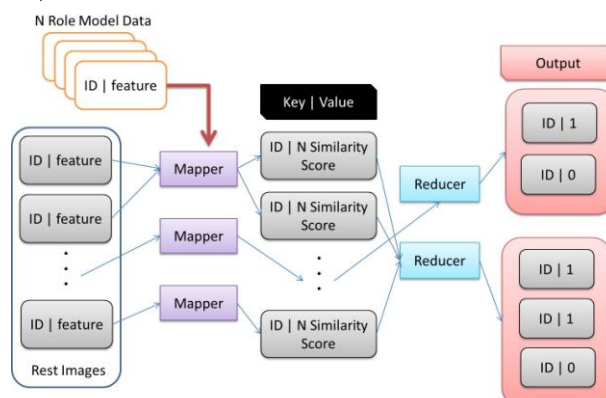 N Role Model Data
ID | feature
Rest Images
ID | feature
ID | feature
ID | feature
Mapper
Mapper
Mapper
Key | Value
ID | N Similarity
Score
ID | N Similarity
Score
ID | N Similarity
Score
Reducer
Reducer
Output
ID | 1
ID | 0
ID | 1
ID | 1
ID | 0